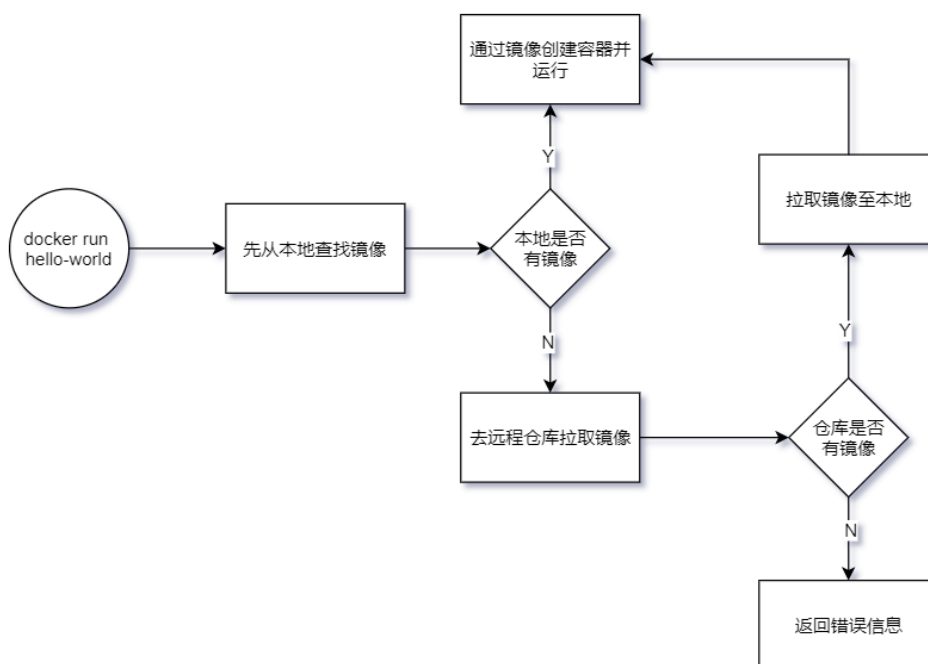 通过镜像创建容器并
运行
Y
拉取镜像至本地
docker run
hello-world
先从本地查找镜像
本地是否
有镜像
Y
N
去远程仓库拉取镜像
仓库是否
有镜像
N
返回错误信息